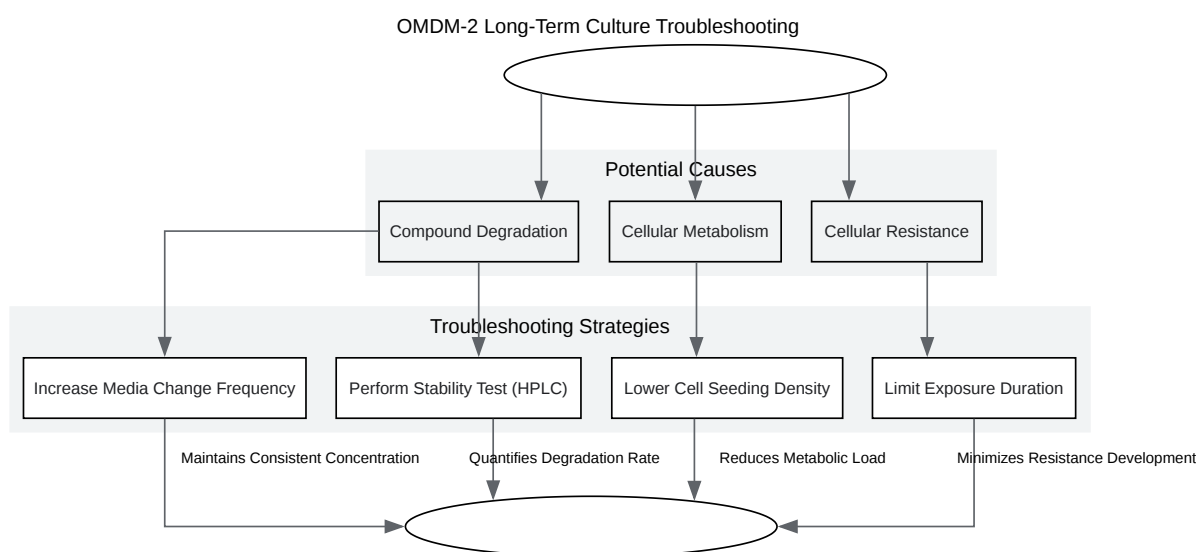 OMDM-2 Long-Term Culture Troubleshooting
Potential Causes
Compound Degradation
Cellular Metabolism
Cellular Resistance
Troubleshooting Strategies
Increase Media Change Frequency
Perform Stability Test (HPLC)
Lower Cell Seeding Density
Limit Exposure Duration
Maintains Consistent Concentration
Quantifies Degradation Rate
Reduces Metabolic Load
Minimizes Resistance Development